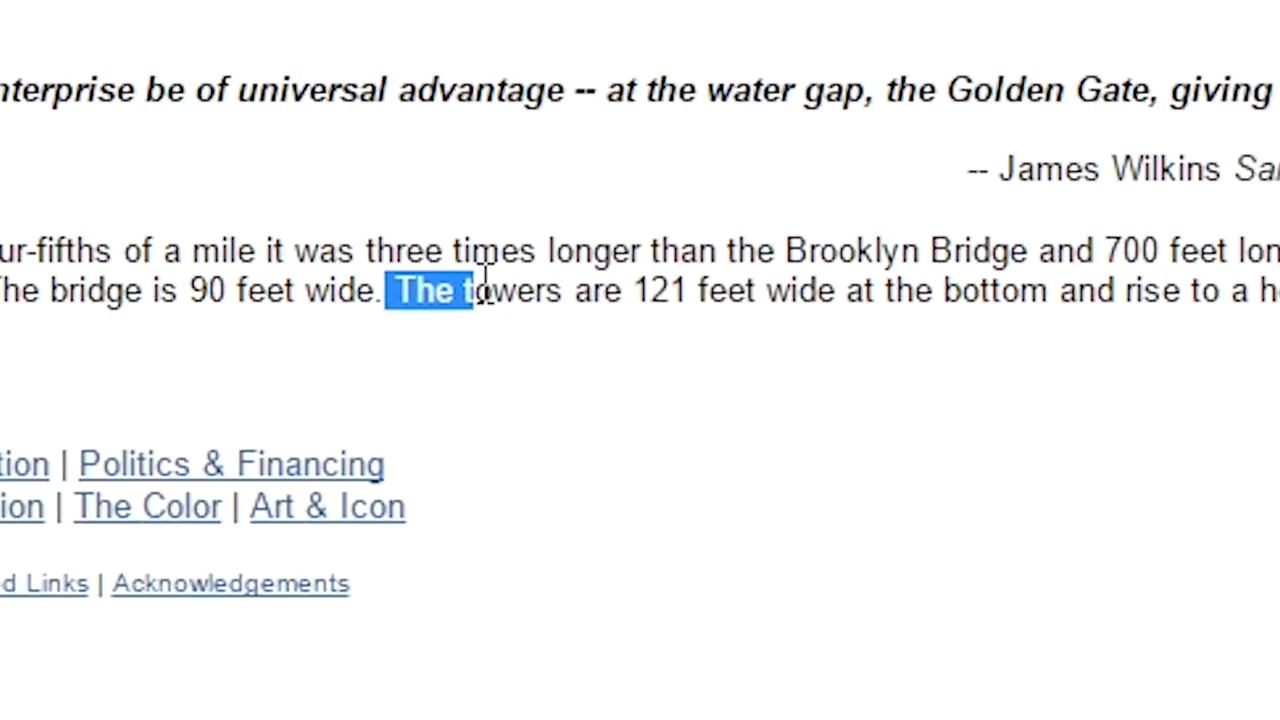 nterprise be of universal advantage -- at the water gap, the Golden Gate, giving
-- James Wilkins Sa
ur-fifths of a mile it was three times longer than the Brooklyn Bridge and 700 feet lon
The bridge is 90 feet wide. The towers are 121 feet wide at the bottom and rise to a h
tion | Politics & Financing
ion | The Color | Art & Icon
d Links | Acknowledgements